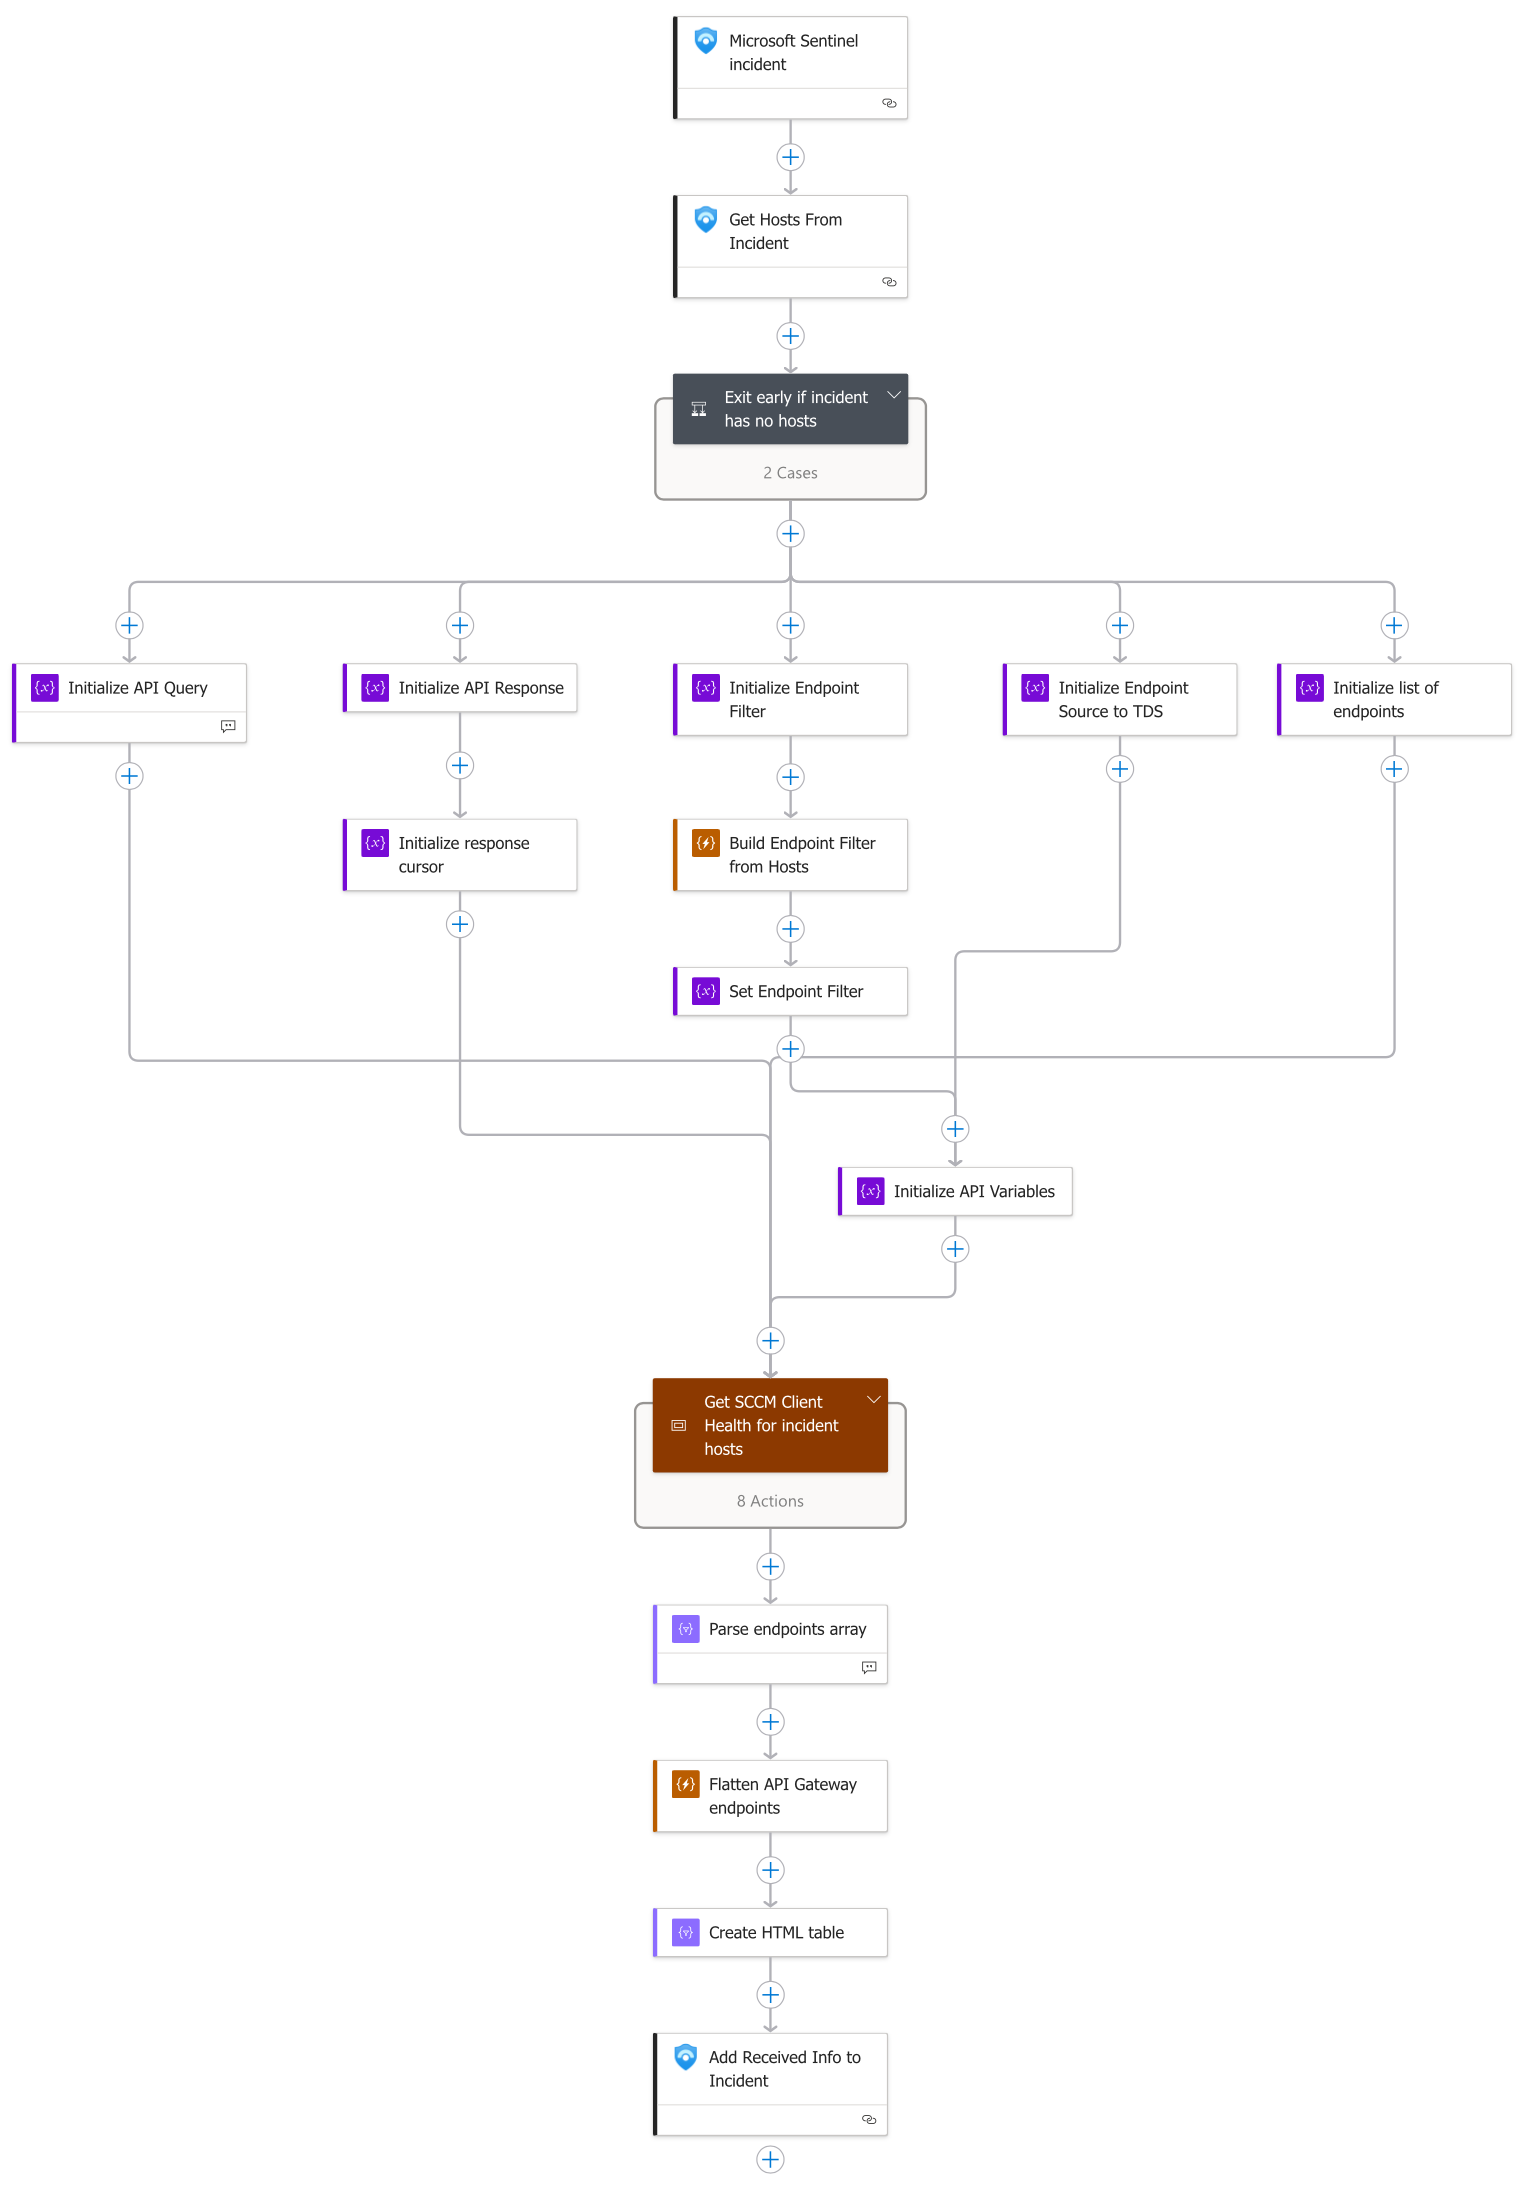 Microsoft Sentinel
incident
Get Hosts From
Incident
Exit early if incident
has no hosts
2 Cases
Initialize API Query
Initialize API Response
Initialize Endpoint
Filter
Initialize Endpoint
Source to TDS
Initialize list of
endpoints
Initialize response
cursor
Build Endpoint Filter
from Hosts
Set Endpoint Filter
Initialize API Variables
Get SCCM Client
Health for incident
hosts
8 Actions
Parse endpoints array
Flatten API Gateway
endpoints
Create HTML table
Add Received Info to
Incident